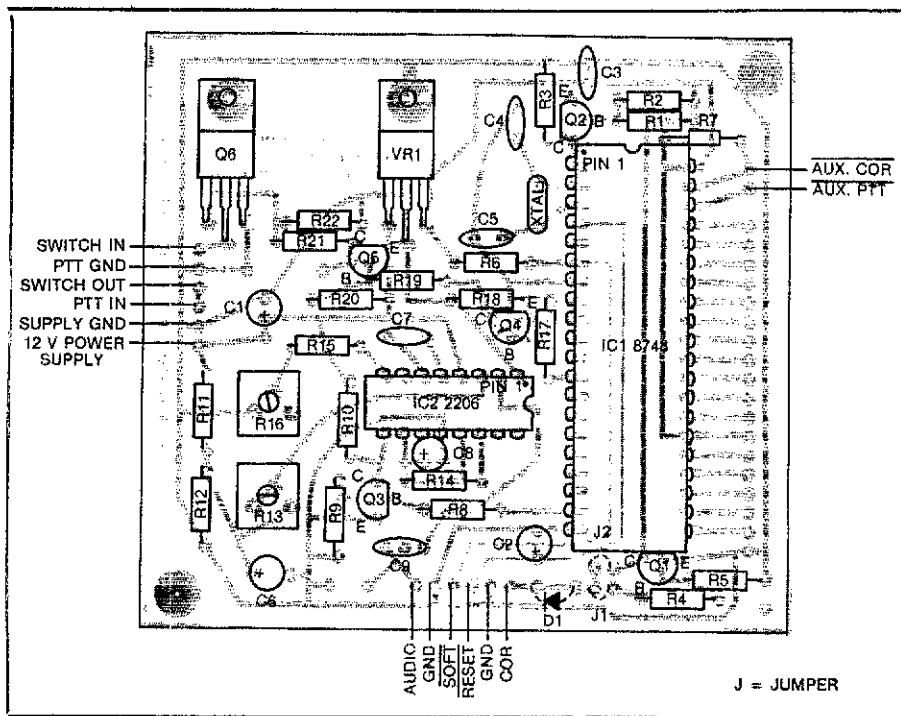 C3
R3
E
R2
C4
Q2
B
R1
R7
C
Q6
VR1
PIN 1
AUX. COR
AUX. PTT
XTAL
R22
C5
R21
C
E
SWITCH IN
Q5
R6
PTT GND
B
R19
SWITCH OUT
R20
R18
E
PTT IN
C1
C
Q4
R17
SUPPLY GND
C7
IC1 8748
12 V POWER
SUPPLY
R15
B
PIN 1
R11
R16
R10
IC2 2206
C8
C
R14
R12
R13
R9
Q3
B
R8
E
C2
J2
C9
C
Q1
E
C6
B
R5
R4
D1
J1
AUDIO
GND
SOFT
RESET
GND
COR
J = JUMPER